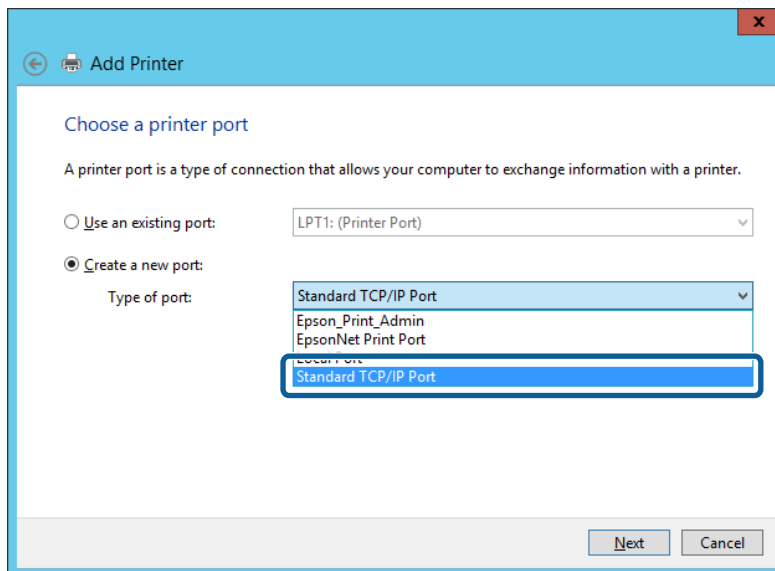 x
Add Printer
Choose a printer port
A printer port is a type of connection that allows your computer to exchange information with a printer.
Use an existing port:
LPT1: (Printer Port)
Create a new port:
Type of port:
Standard TCP/IP Port
Epson_Print_Admin
EpsonNet Print Port
Local Port
Standard TCP/IP Port
Next
Cancel